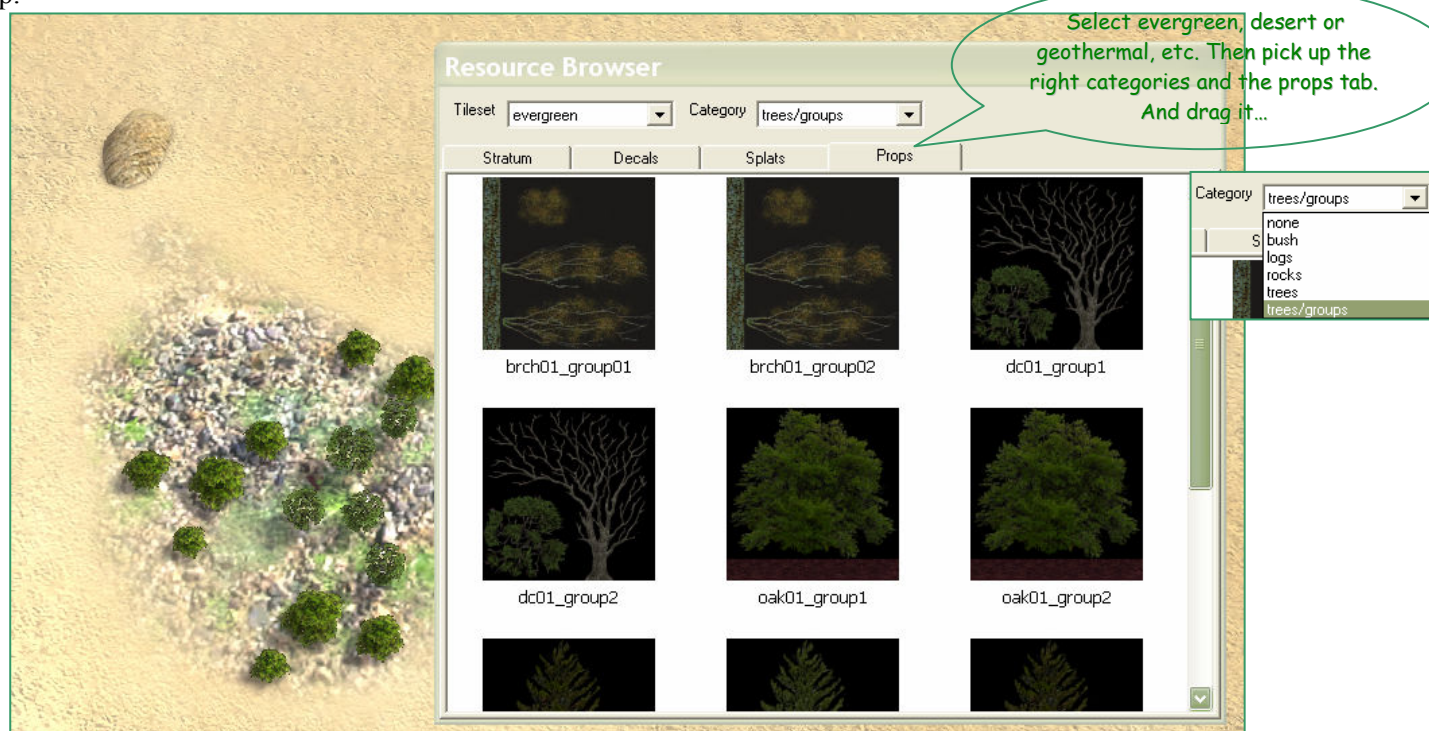 p.
Select evergreen, desert or
geothermal, etc. Then pick up the
right categories and the props tab.
And drag it…
Resource Browser
Tileset evergreen Category trees/groups
Stratum Decals Splats Props
brch01_group01 brch01_group02 dc01_group1
dc01_group2 oak01_group1 oak01_group2
Category trees/groups
none
S bush
logs
rocks
trees
trees/groups